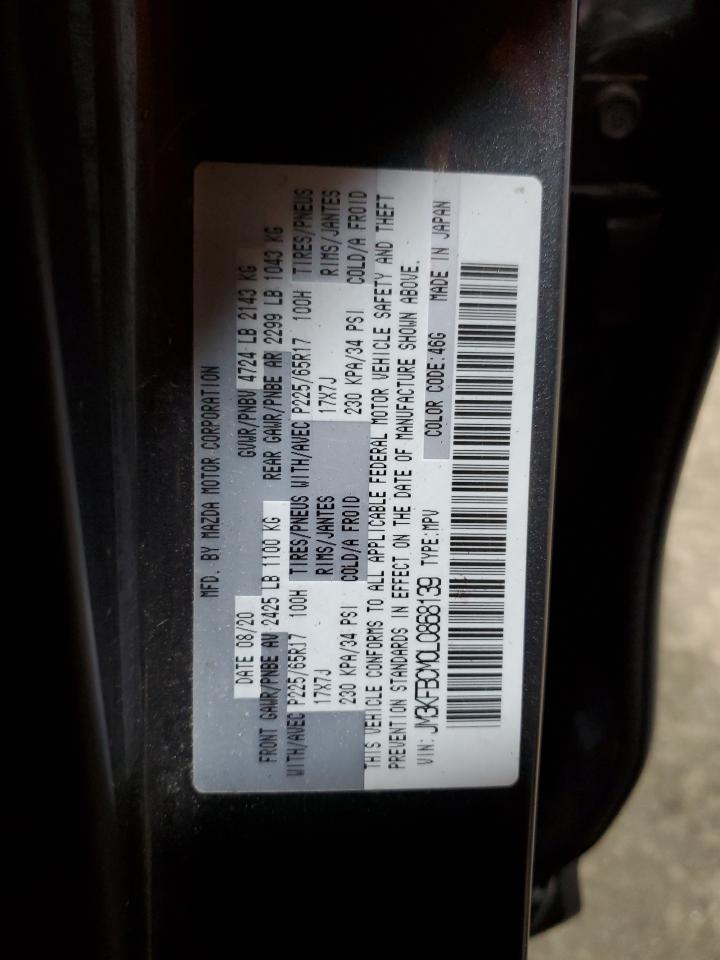 MFD. BY MAZDA MOTOR CORPORATION
DATE 08/20 GVWR/PNBV 4724 LB 2143 KG
FRONT GAWR/PNBE AV 2425 LB 1100 KG REAR GAWR/PNBE AR 2299 LB 1043 KG
WITH/AVEC P225/65R17 100H TIRES/PNEUS WITH/AVEC P225/65R17 100H TIRES/PNEUS
17X7J RIMS/JANTES 17X7J RIMS/JANTES
230 KPA/34 PSI COLD/A FROID 230 KPA/34 PSI COLD/A FROID
THIS VEHICLE CONFORMS TO ALL APPLICABLE FEDERAL MOTOR VEHICLE SAFETY AND THEFT
PREVENTION STANDARDS IN EFFECT ON THE DATE OF MANUFACTURE SHOWN ABOVE.
VIN: JM3KFBCM0L0868139 TYPE:MPV COLOR CODE:46G MADE IN JAPAN